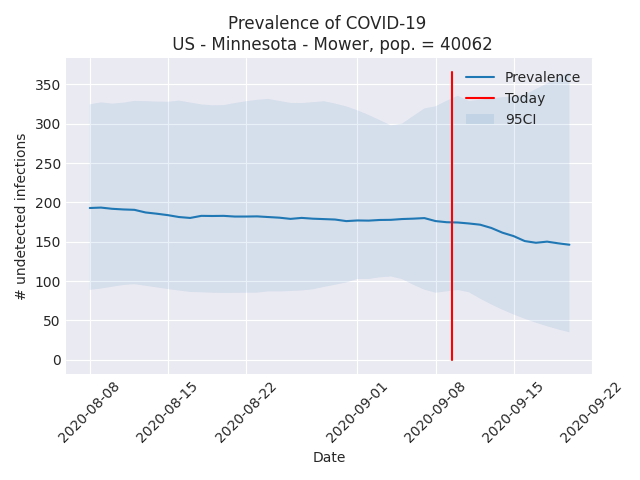 Prevalence of COVID-19
US - Minnesota - Mower, pop. = 40062
Prevalence
Today
95CI
# undetected infections
350
300
250
200
150
100
50
0
2020-08-08
2020-08-15
2020-08-22
2020-09-01
2020-09-08
2020-09-15
2020-09-22
Date